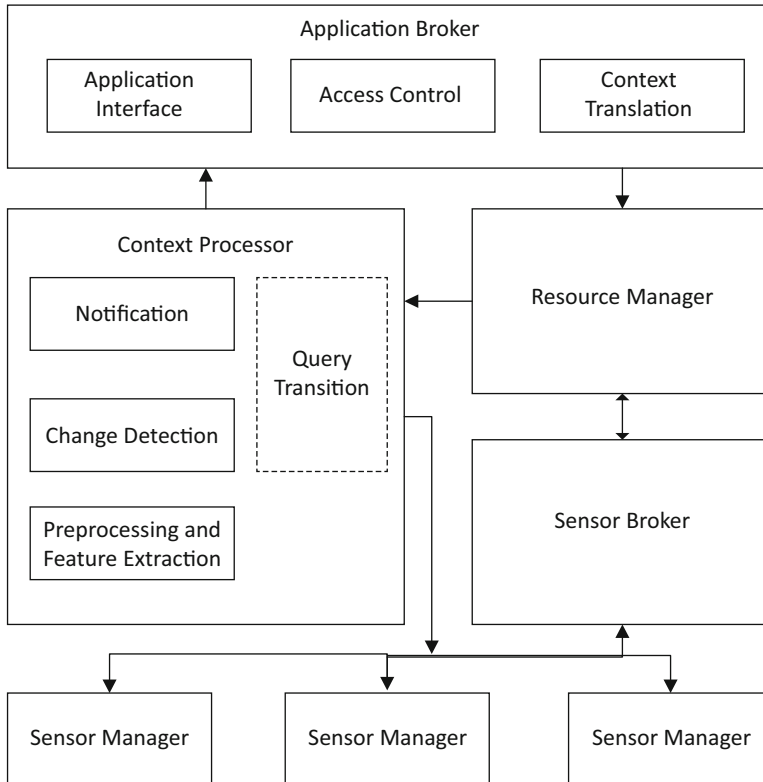 Application Broker
Application
Interface
Access Control
Context
Translation
Context Processor
Notification
Query
Transition
Change Detection
Preprocessing and
Feature Extraction
Resource Manager
Sensor Broker
Sensor Manager
Sensor Manager
Sensor Manager